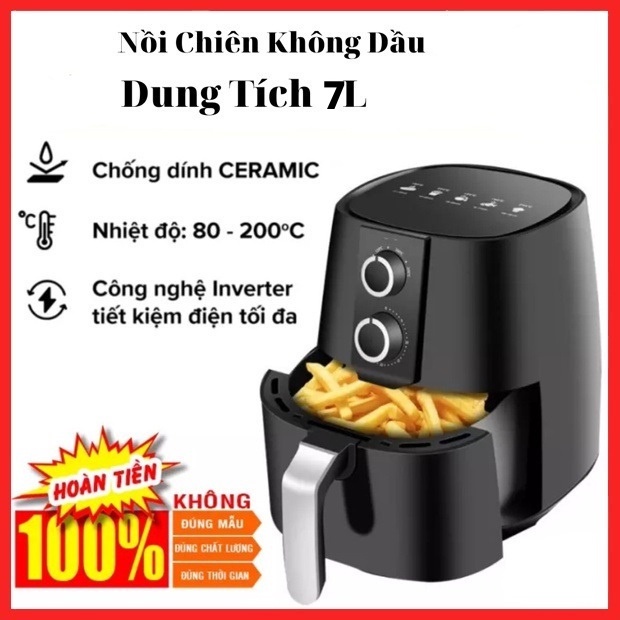 Nồi Chiên Không Dầu
Dung Tích 7L
Chống dính CERAMIC
°C
Nhiệt độ: 80 - 200°C
Công nghệ Inverter
tiết kiệm điện tối đa
HOÀN TIỀN
100%
KHÔNG
ĐÚNG MẪU
ĐÚNG CHẤT LƯỢNG
ĐÚNG THỜI GIAN